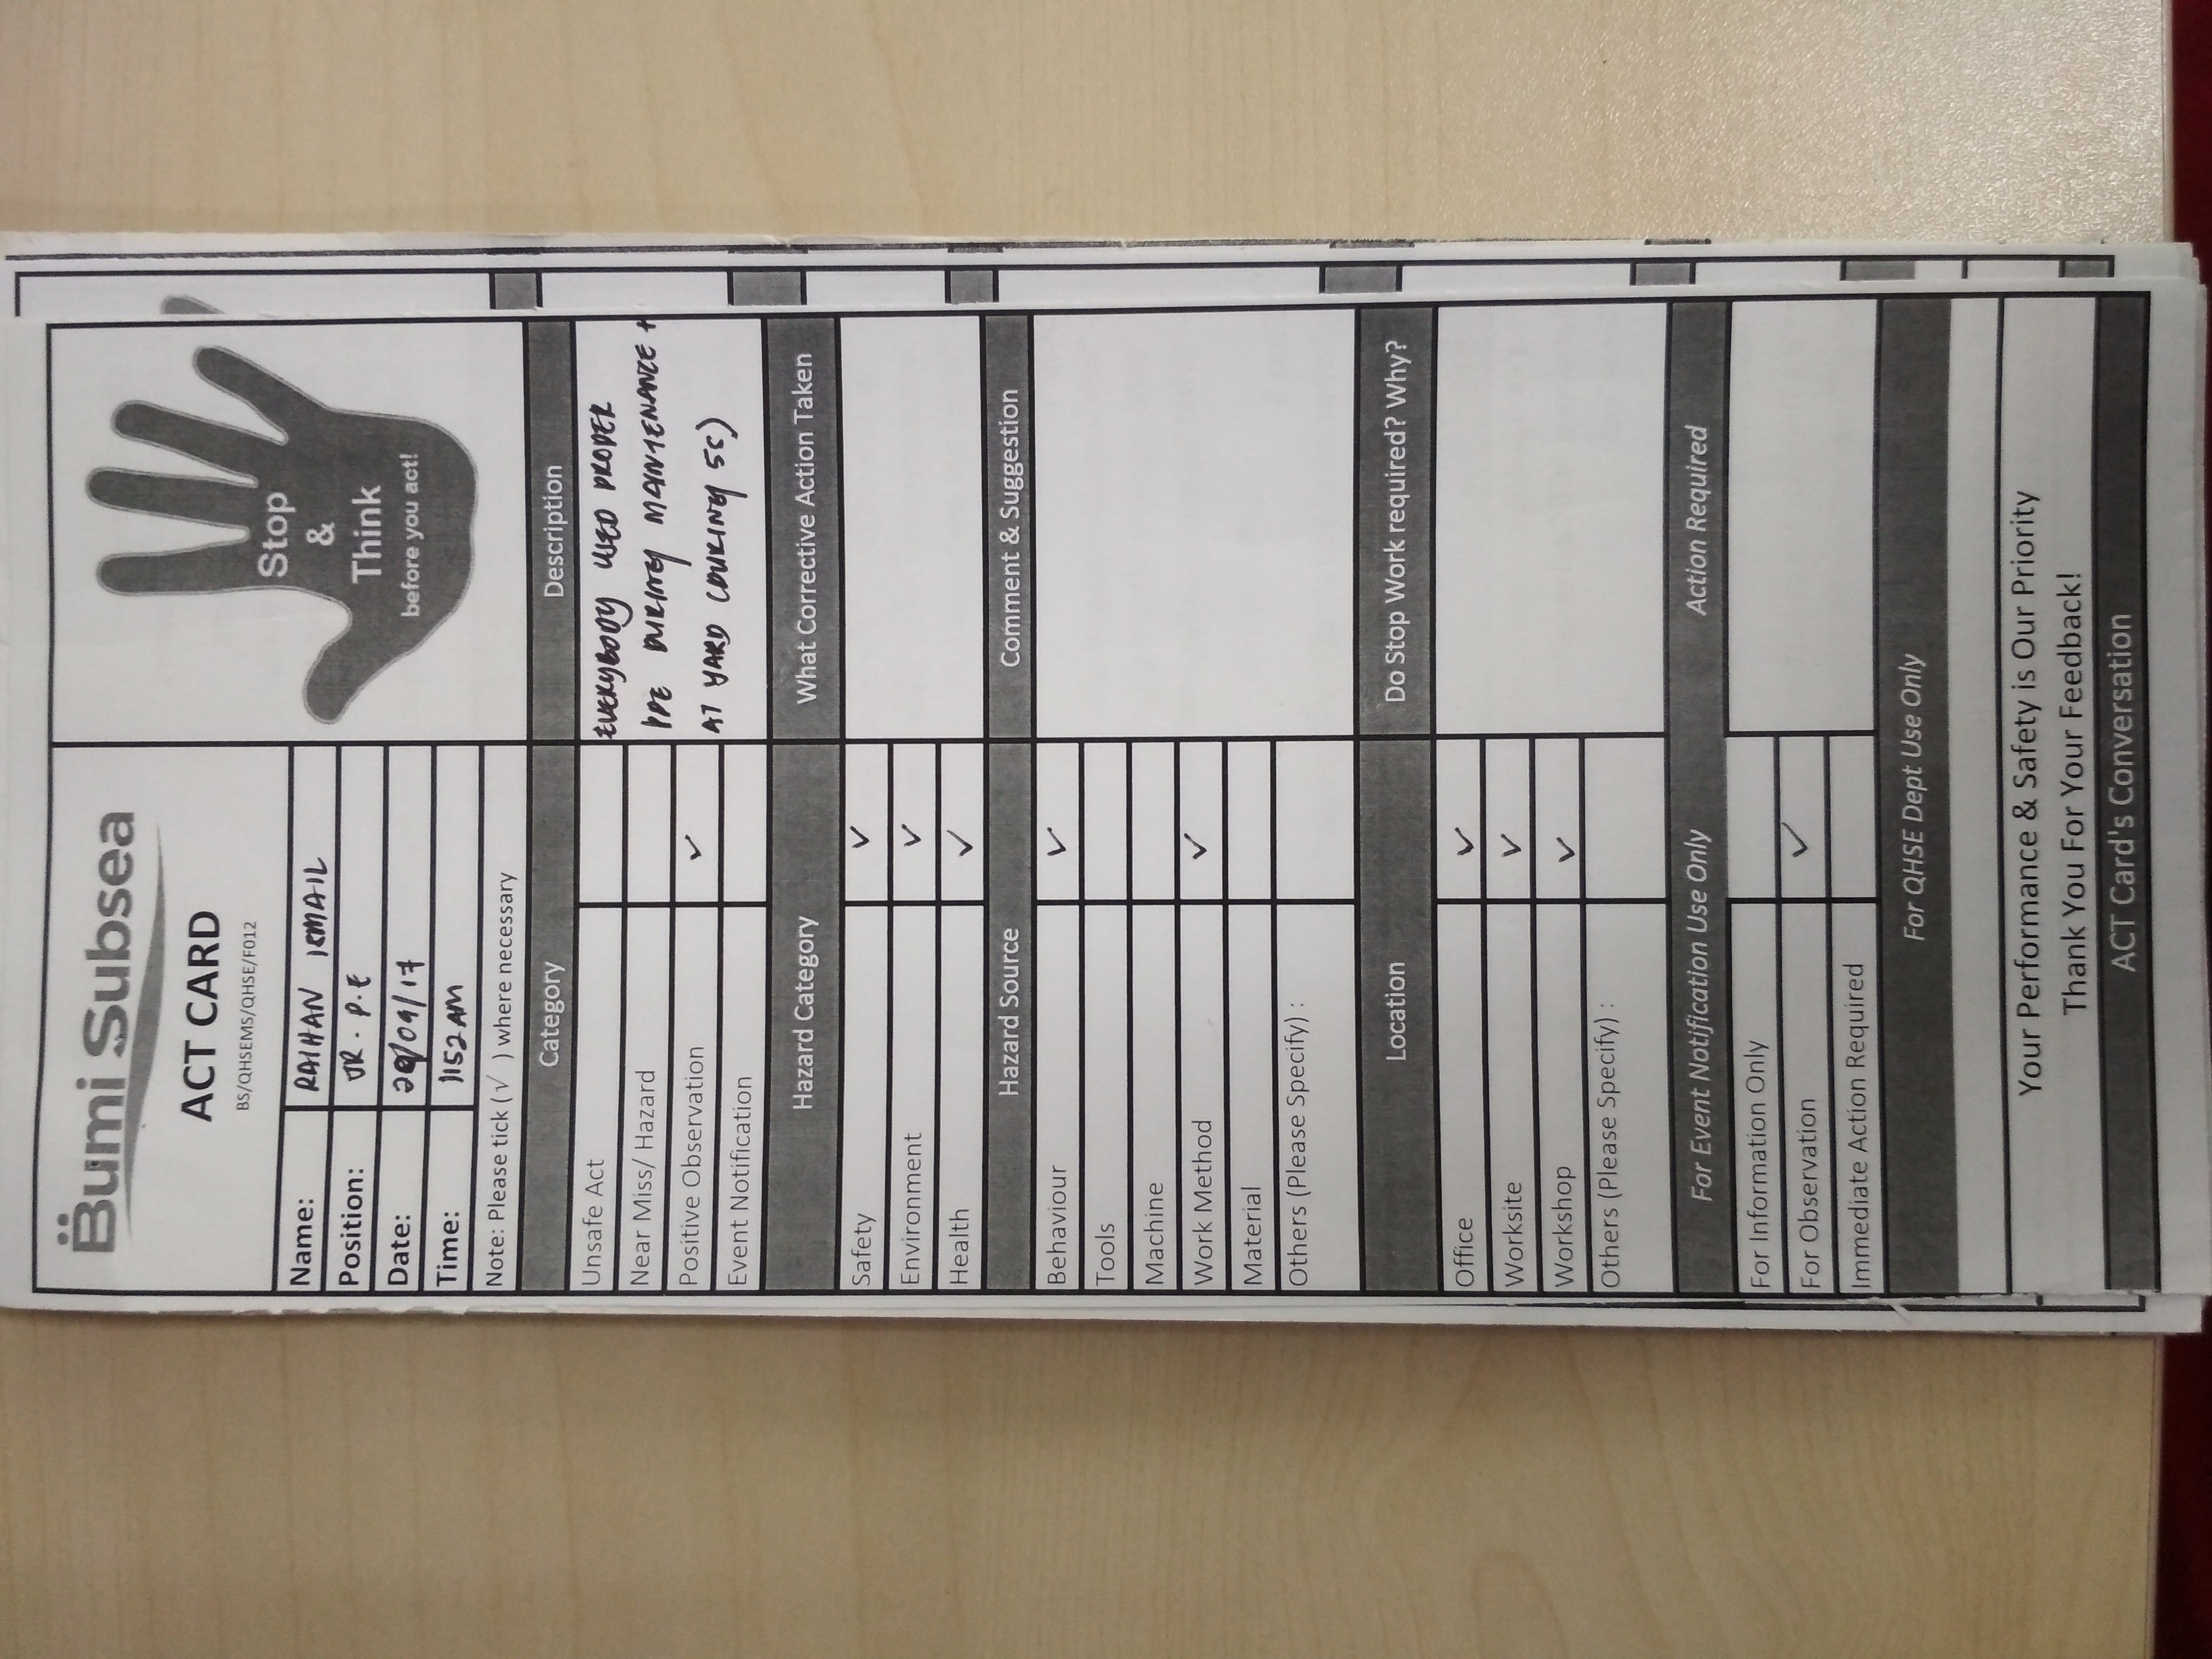 Bumi Subsea
ACT CARD
BS/QHSEMS/QHSE/F012
Stop
&
Think
before you act!
Name: RAIHAN ISMAIL
Position: JR. P.E
Date: 29/09/17
Time: 1152 AM
Note: Please tick (√ ) where necessary
Category Description
Unsafe Act
Near Miss/ Hazard
Positive Observation ✓
Event Notification
EVERYBODY USED PROPER
PPE DURING MAINTENANCE +
AT YARD (DURING 5S)
Hazard Category What Corrective Action Taken
Safety ✓
Environment ✓
Health ✓
Hazard Source Comment & Suggestion
Behaviour ✓
Tools
Machine
Work Method ✓
Material
Others (Please Specify) :
Location Do Stop Work required? Why?
Office ✓
Worksite ✓
Workshop ✓
Others (Please Specify) :
For Event Notification Use Only Action Required
For Information Only
For Observation ✓
Immediate Action Required
For QHSE Dept Use Only
Your Performance & Safety is Our Priority
Thank You For Your Feedback!
ACT Card's Conversation